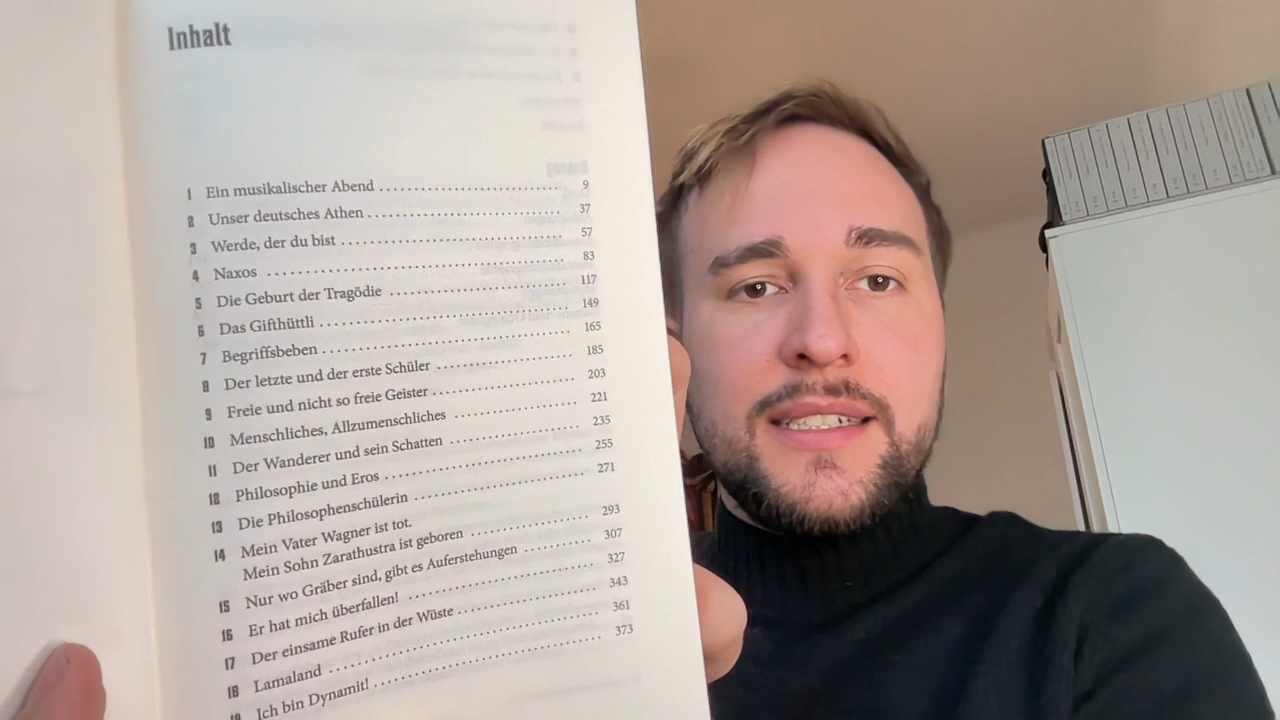 Inhalt
1 Ein musikalischer Abend ........................................ 9
2 Unser deutsches Athen ........................................ 37
3 Werde, der du bist ........................................ 57
4 Naxos ........................................ 83
5 Die Geburt der Tragödie ........................................ 117
6 Das Gifthüttli ........................................ 149
7 Begriffsbeben ........................................ 165
8 Der letzte und der erste Schüler ........................................ 185
9 Freie und nicht so freie Geister ........................................ 203
10 Menschliches, Allzumenschliches ........................................ 221
11 Der Wanderer und sein Schatten ........................................ 235
12 Philosophie und Eros ........................................ 255
13 Die Philosophenschülerin ........................................ 271
14 Mein Vater Wagner ist tot.
Mein Sohn Zarathustra ist geboren ........................................ 293
15 Nur wo Gräber sind, gibt es Auferstehungen ........................................ 307
16 Er hat mich überfallen! ........................................ 327
17 Der einsame Rufer in der Wüste ........................................ 343
18 Lamaland ........................................ 361
19 Ich bin Dynamit! ........................................ 373